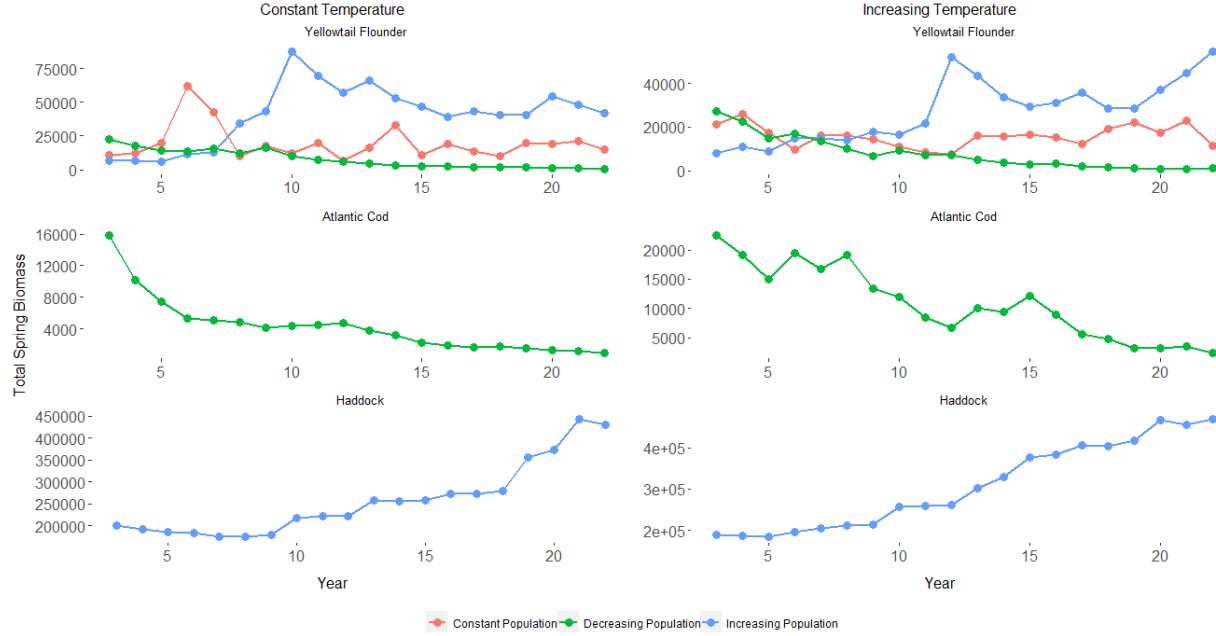 Constant Temperature
Increasing Temperature
Yellowtail Flounder
Yellowtail Flounder
75000
50000
25000
0
5 10 15 20
40000
20000
0
5 10 15 20
Total Spring Biomass
Atlantic Cod
Atlantic Cod
16000
12000
8000
4000
5 10 15 20
20000
15000
10000
5000
5 10 15 20
Haddock
Haddock
450000
400000
350000
300000
250000
200000
5 10 15 20
4e+05
3e+05
2e+05
5 10 15 20
Year
Year
Constant Population Decreasing Population Increasing Population